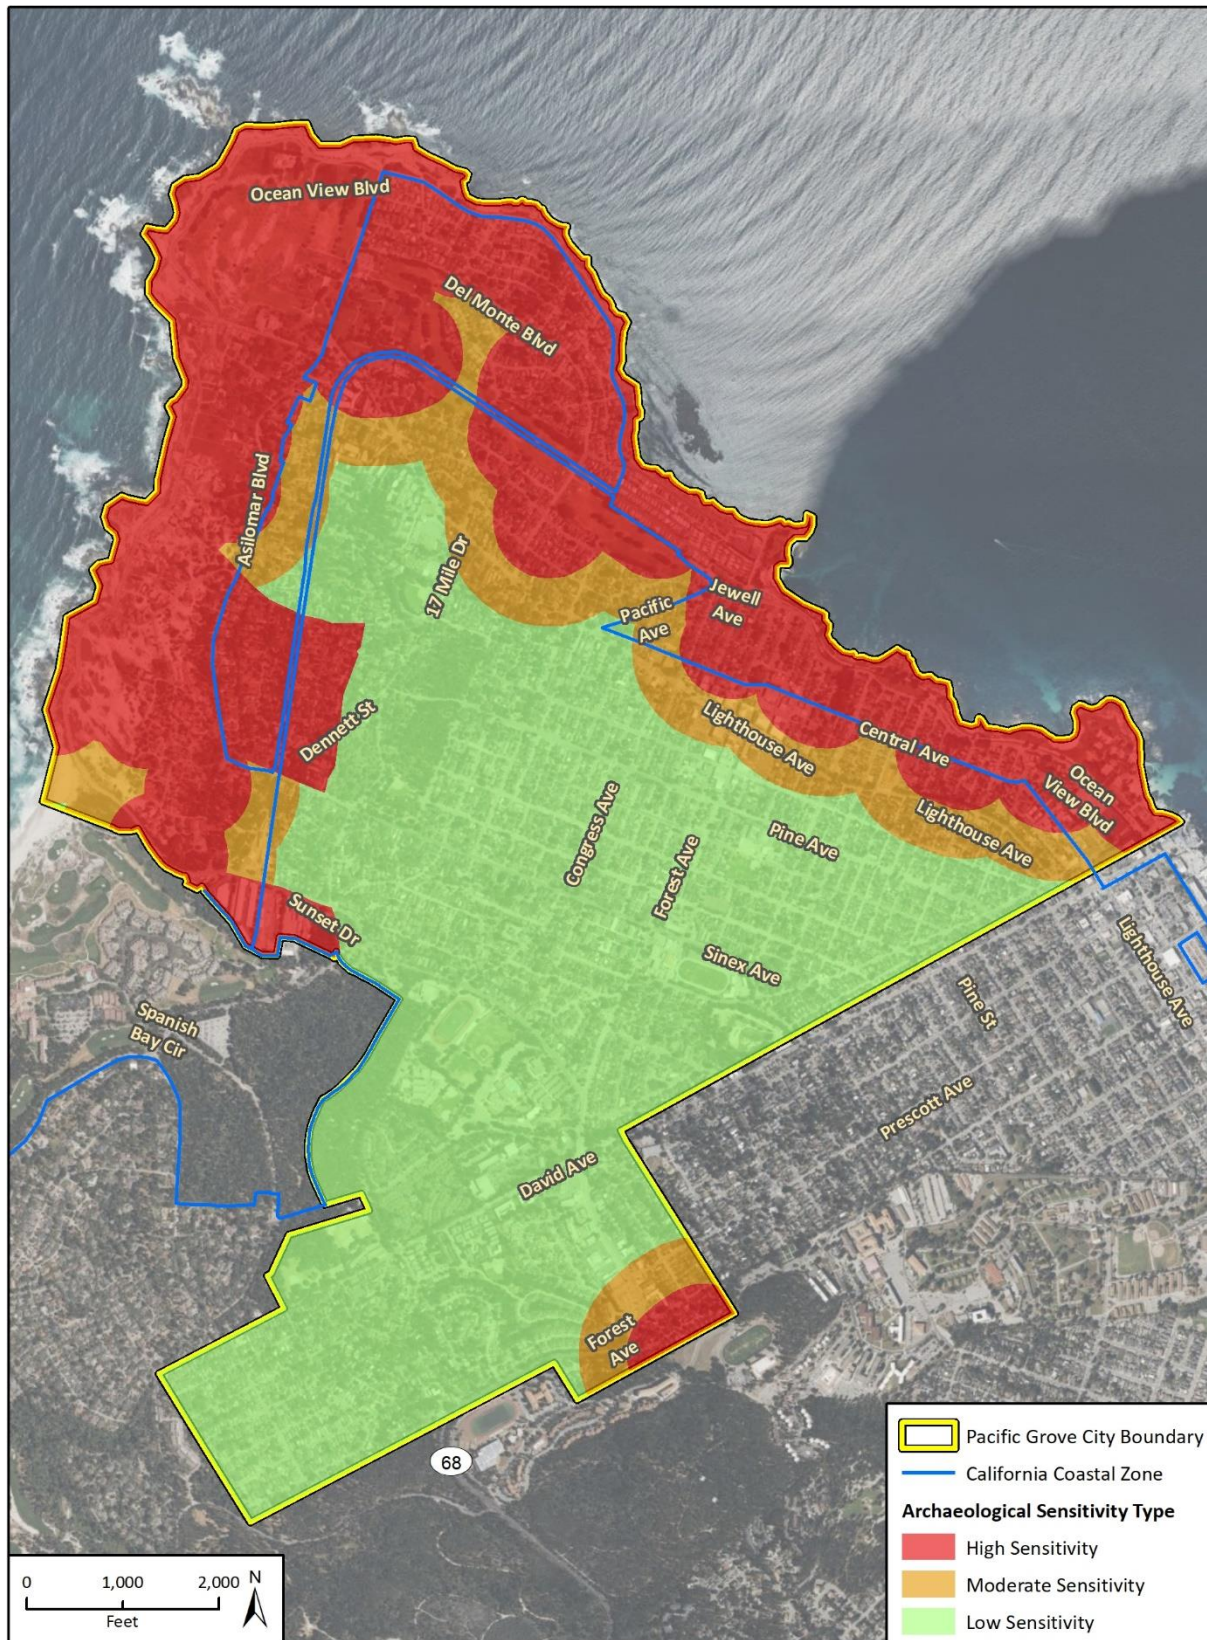 Ocean View Blvd
Del Monte Blvd
Asilomar Blvd
17 Mile Dr
Pacific
Ave
Jewell
Ave
Dennett St
Lighthouse Ave
Central Ave
Ocean
View Blvd
Lighthouse Ave
Congress Ave
Pine Ave
Forest Ave
Sunset Dr
Sinex Ave
Lighthouse Ave
Pine St
Spanish
Bay Cir
Prescott Ave
David Ave
Forest
Ave
68
Pacific Grove City Boundary
California Coastal Zone
Archaeological Sensitivity Type
High Sensitivity
Moderate Sensitivity
Low Sensitivity
0 1,000 2,000
Feet
N